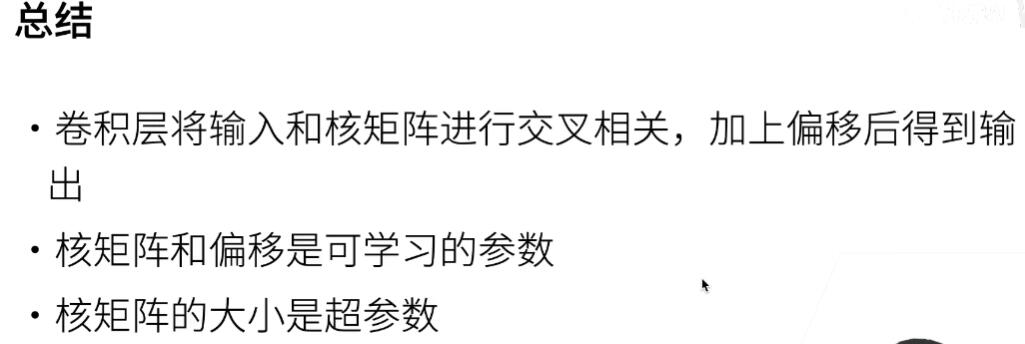 总结
• 卷积层将输入和核矩阵进行交叉相关，加上偏移后得到输
出
• 核矩阵和偏移是可学习的参数
• 核矩阵的大小是超参数